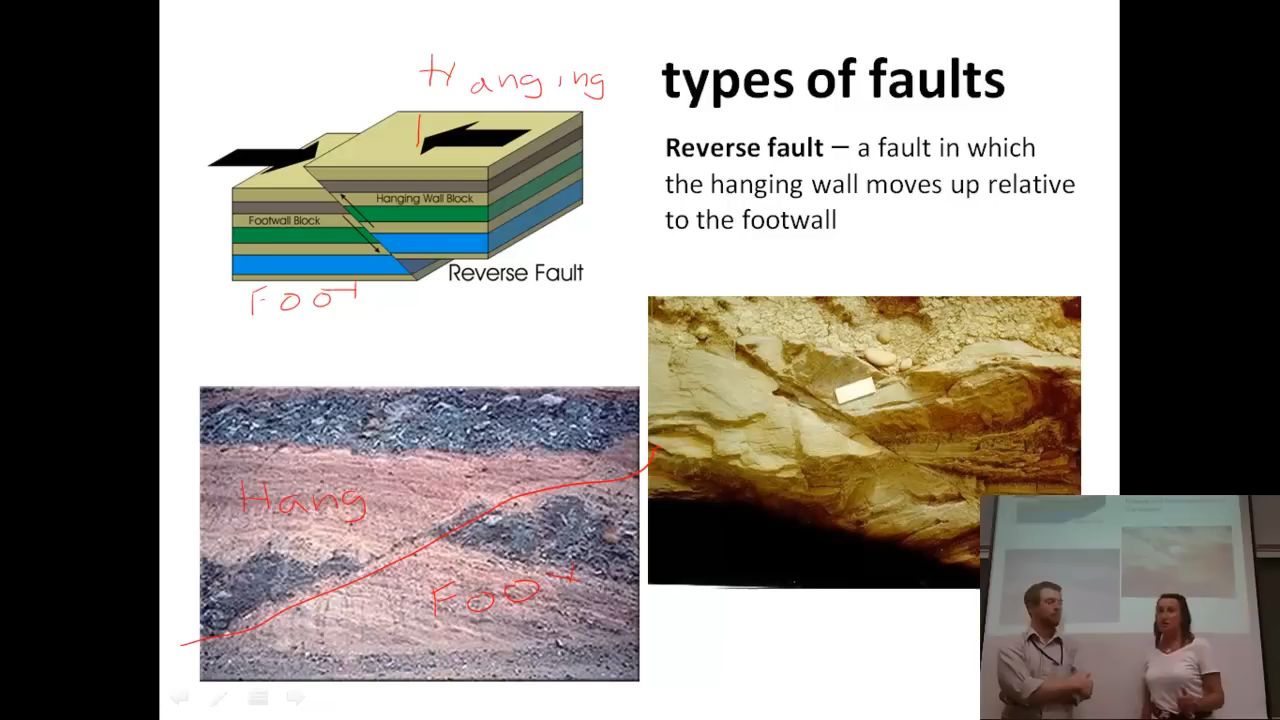 Hanging
types of faults
Reverse fault – a fault in which
the hanging wall moves up relative
to the footwall
Hanging Wall Block
Footwall Block
Reverse Fault
FOOT
Hang
FOOT